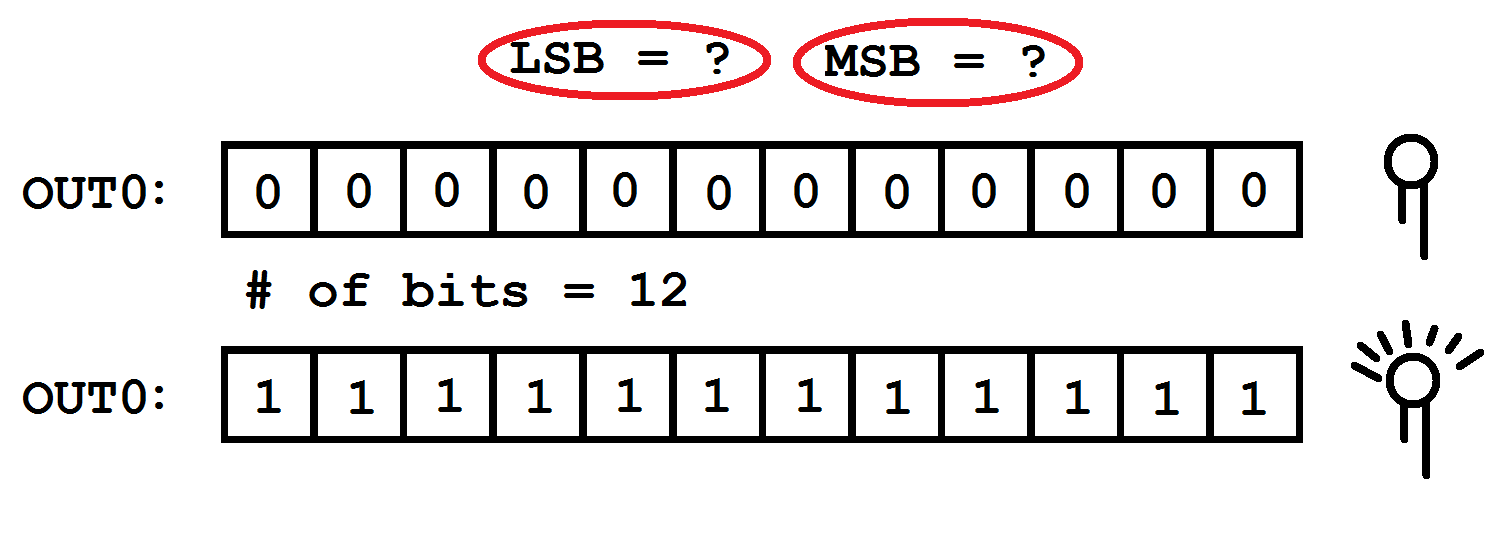 LSB = ? MSB = ?
OUT0: 0 0 0 0 0 0 0 0 0 0 0 0
# of bits = 12
OUT0: 1 1 1 1 1 1 1 1 1 1 1 1